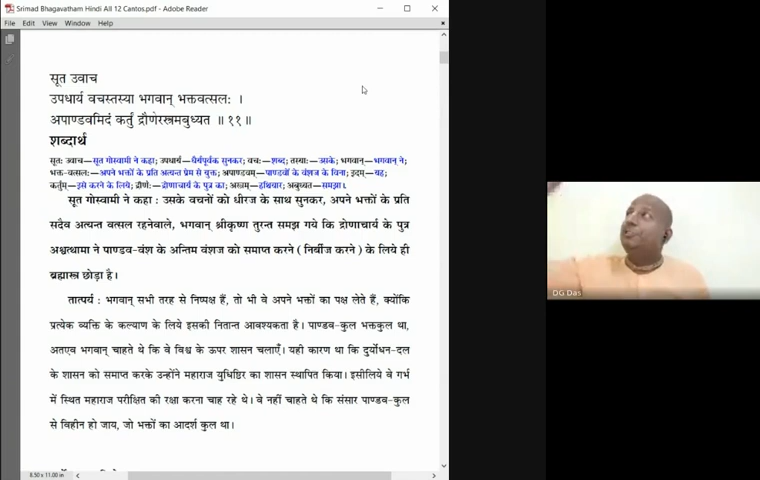 Srimad Bhagavatham Hindi All 12 Cantos.pdf - Adobe Reader
File Edit View Window Help
सूत उवाच
उपधार्य वचस्तस्या भगवान् भक्तवत्सलः ।
अपाण्डवमिदं कर्तुं द्रौणेरस्त्रमबुध्यत ॥ ११॥
शब्दार्थ
सूतः उवाच—सूत गोस्वामी ने कहा; उपधार्य—धैर्यपूर्वक सुनकर; वचः—शब्द; तस्याः—उसके; भगवान्—भगवान् ने;
भक्त-वत्सलः—अपने भक्तों के प्रति अत्यन्त प्रेम से युक्त; अपाण्डवम्—पाण्डवों के वंशज के बिना; इदम्—यह;
कर्तुम्—इसे करने के लिये; द्रौणेः—द्रोणाचार्य के पुत्र का; अस्त्रम्—हथियार; अबुध्यत—समझा।
सूत गोस्वामी ने कहा : उसके वचनों को धीरज के साथ सुनकर, अपने भक्तों के प्रति
सदैव अत्यन्त वत्सल रहनेवाले, भगवान् श्रीकृष्ण तुरन्त समझ गये कि द्रोणाचार्य के पुत्र
अश्वत्थामा ने पाण्डव-वंश के अन्तिम वंशज को समाप्त करने ( निर्बीज करने ) के लिये ही
ब्रह्मास्त्र छोड़ा है।
तात्पर्य : भगवान् सभी तरह से निष्पक्ष हैं, तो भी वे अपने भक्तों का पक्ष लेते हैं, क्योंकि
प्रत्येक व्यक्ति के कल्याण के लिये इसकी नितान्त आवश्यकता है। पाण्डव-कुल भक्तकुल था,
अतएव भगवान् चाहते थे कि वे विश्व के ऊपर शासन चलाएँ। यही कारण था कि दुर्योधन-दल
के शासन को समाप्त करके उन्होंने महाराज युधिष्ठिर का शासन स्थापित किया। इसीलिये वे गर्भ
में स्थित महाराज परीक्षित की रक्षा करना चाह रहे थे। वे नहीं चाहते थे कि संसार पाण्डव-कुल
से विहीन हो जाय, जो भक्तों का आदर्श कुल था।
8.50 x 11.00 in
DG Das